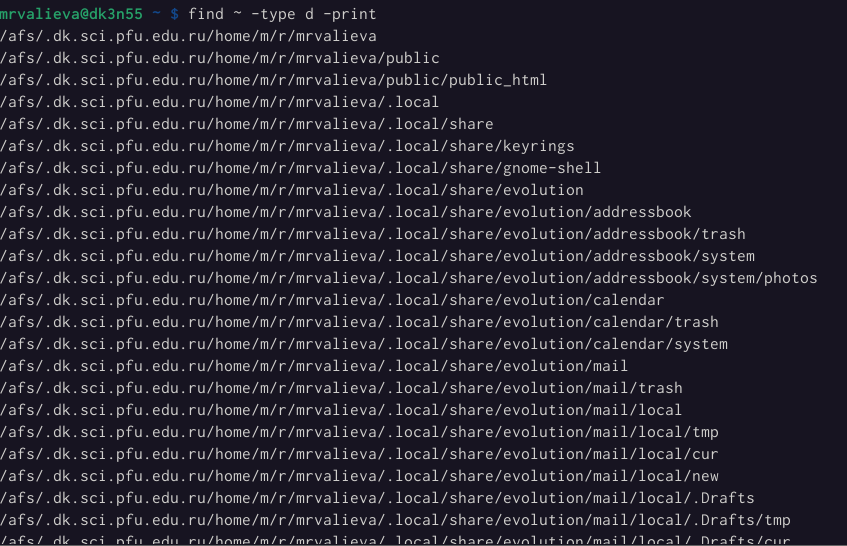 mrvalieva@dk3n55 ~ $ find ~ -type d -print
/afs/.dk.sci.pfu.edu.ru/home/m/r/mrvalieva
/afs/.dk.sci.pfu.edu.ru/home/m/r/mrvalieva/public
/afs/.dk.sci.pfu.edu.ru/home/m/r/mrvalieva/public/public_html
/afs/.dk.sci.pfu.edu.ru/home/m/r/mrvalieva/.local
/afs/.dk.sci.pfu.edu.ru/home/m/r/mrvalieva/.local/share
/afs/.dk.sci.pfu.edu.ru/home/m/r/mrvalieva/.local/share/keyrings
/afs/.dk.sci.pfu.edu.ru/home/m/r/mrvalieva/.local/share/gnome-shell
/afs/.dk.sci.pfu.edu.ru/home/m/r/mrvalieva/.local/share/evolution
/afs/.dk.sci.pfu.edu.ru/home/m/r/mrvalieva/.local/share/evolution/addressbook
/afs/.dk.sci.pfu.edu.ru/home/m/r/mrvalieva/.local/share/evolution/addressbook/trash
/afs/.dk.sci.pfu.edu.ru/home/m/r/mrvalieva/.local/share/evolution/addressbook/system
/afs/.dk.sci.pfu.edu.ru/home/m/r/mrvalieva/.local/share/evolution/addressbook/system/photos
/afs/.dk.sci.pfu.edu.ru/home/m/r/mrvalieva/.local/share/evolution/calendar
/afs/.dk.sci.pfu.edu.ru/home/m/r/mrvalieva/.local/share/evolution/calendar/trash
/afs/.dk.sci.pfu.edu.ru/home/m/r/mrvalieva/.local/share/evolution/calendar/system
/afs/.dk.sci.pfu.edu.ru/home/m/r/mrvalieva/.local/share/evolution/mail
/afs/.dk.sci.pfu.edu.ru/home/m/r/mrvalieva/.local/share/evolution/mail/trash
/afs/.dk.sci.pfu.edu.ru/home/m/r/mrvalieva/.local/share/evolution/mail/local
/afs/.dk.sci.pfu.edu.ru/home/m/r/mrvalieva/.local/share/evolution/mail/local/tmp
/afs/.dk.sci.pfu.edu.ru/home/m/r/mrvalieva/.local/share/evolution/mail/local/cur
/afs/.dk.sci.pfu.edu.ru/home/m/r/mrvalieva/.local/share/evolution/mail/local/new
/afs/.dk.sci.pfu.edu.ru/home/m/r/mrvalieva/.local/share/evolution/mail/local/.Drafts
/afs/.dk.sci.pfu.edu.ru/home/m/r/mrvalieva/.local/share/evolution/mail/local/.Drafts/tmp
/afs/.dk.sci.pfu.edu.ru/home/m/r/mrvalieva/.local/share/evolution/mail/local/.Drafts/cur